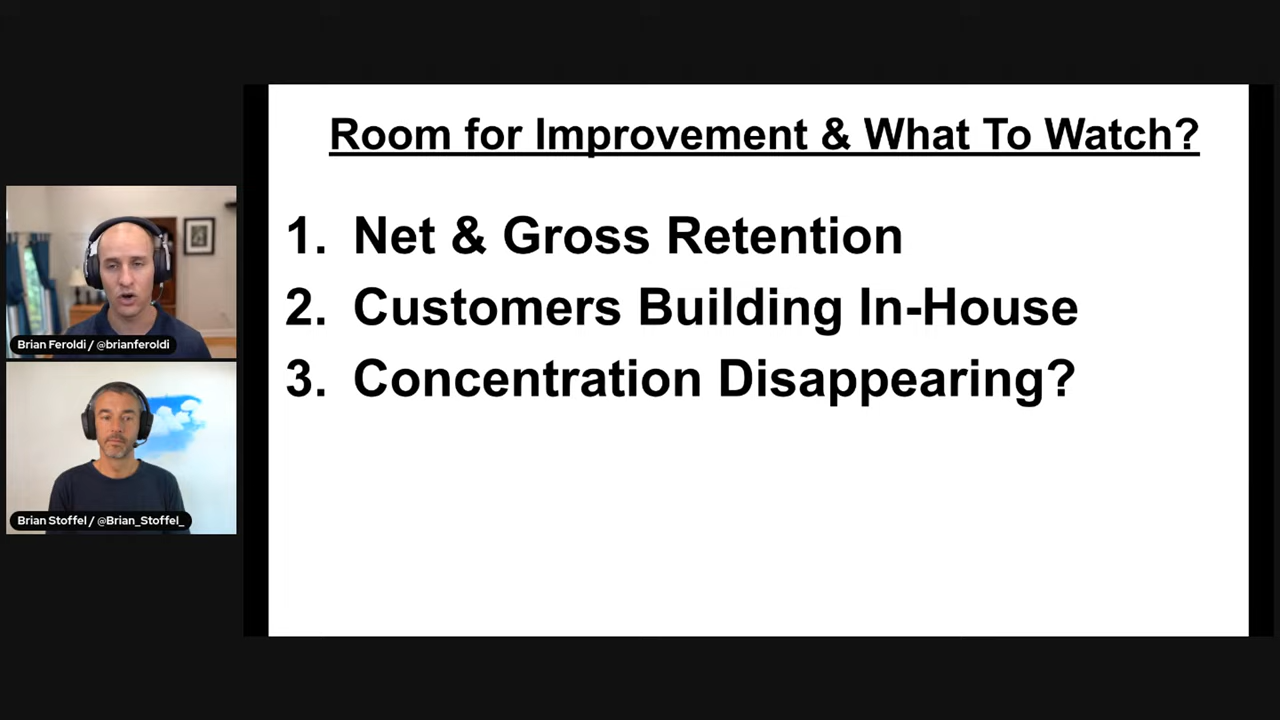 Room for Improvement & What To Watch?
1. Net & Gross Retention
2. Customers Building In-House
3. Concentration Disappearing?
Brian Feroldi / @brianferoldi
Brian Stoffel / @Brian_Stoffel_